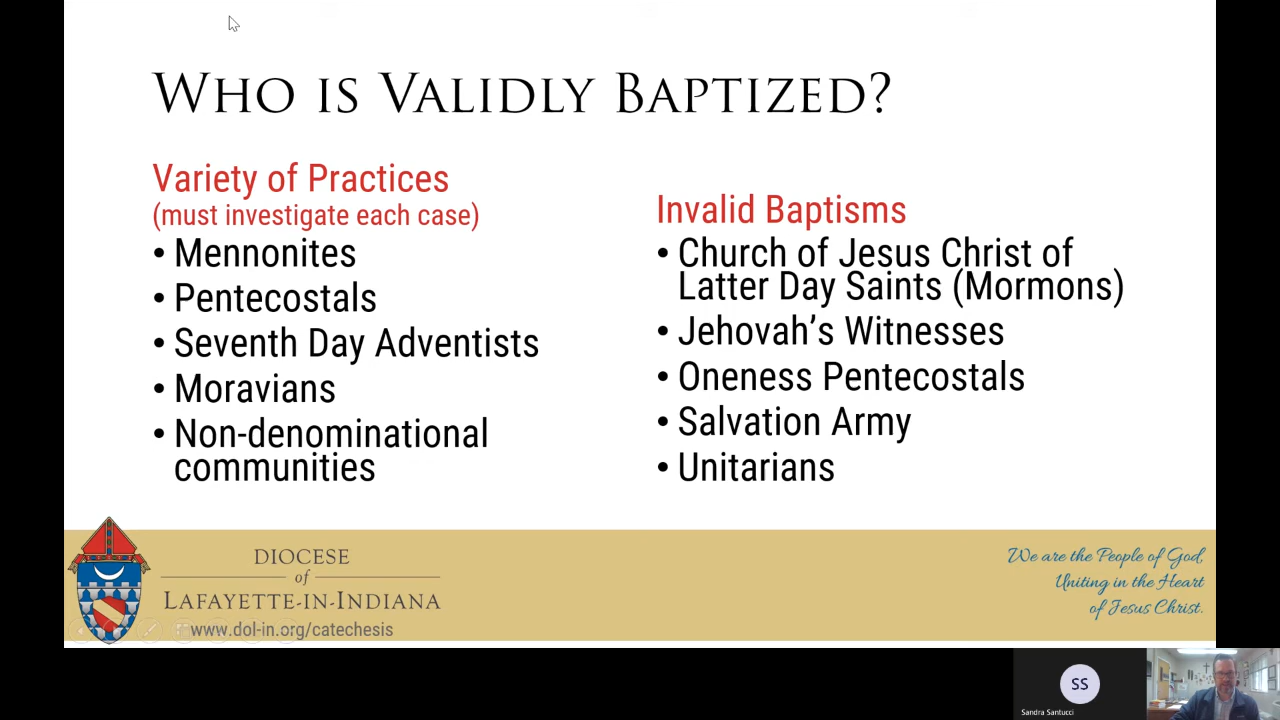 WHO IS VALIDLY BAPTIZED?
Variety of Practices
(must investigate each case)
• Mennonites
• Pentecostals
• Seventh Day Adventists
• Moravians
• Non-denominational
communities
Invalid Baptisms
• Church of Jesus Christ of
Latter Day Saints (Mormons)
• Jehovah’s Witnesses
• Oneness Pentecostals
• Salvation Army
• Unitarians
DIOCESE
of
LAFAYETTE-IN-INDIANA
www.dol-in.org/catechesis
We are the People of God,
Uniting in the Heart
of Jesus Christ.
SS
Sandra Santucci